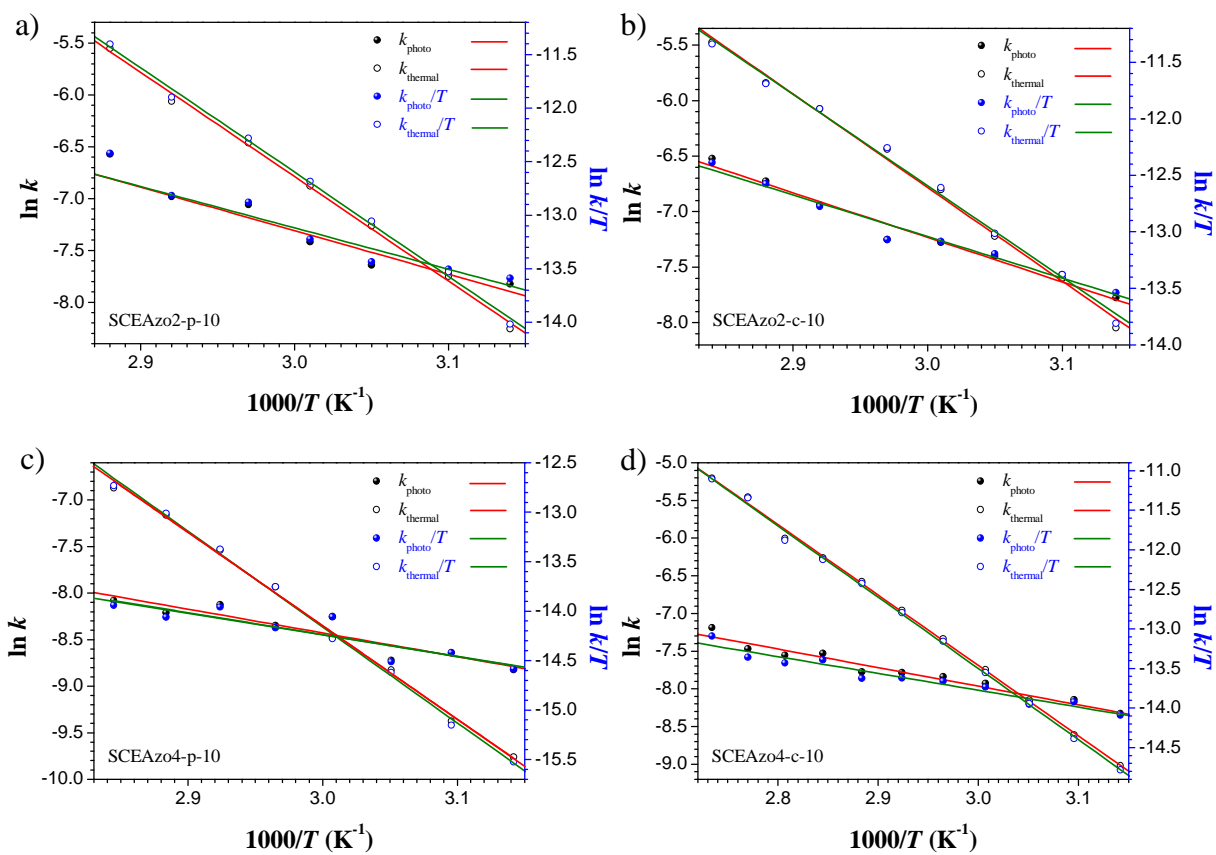 a)
k_photo
k_thermal
k_photo/T
k_thermal/T
SCEAzo2-p-10
-5.5
-6.0
-6.5
-7.0
-7.5
-8.0
ln k
-11.5
-12.0
-12.5
-13.0
-13.5
-14.0
ln k/T
2.9 3.0 3.1
1000/T (K⁻¹)
b)
k_photo
k_thermal
k_photo/T
k_thermal/T
SCEAzo2-c-10
-5.5
-6.0
-6.5
-7.0
-7.5
-8.0
ln k
-11.5
-12.0
-12.5
-13.0
-13.5
-14.0
ln k/T
2.9 3.0 3.1
1000/T (K⁻¹)
c)
k_photo
k_thermal
k_photo/T
k_thermal/T
SCEAzo4-p-10
-7.0
-7.5
-8.0
-8.5
-9.0
-9.5
-10.0
ln k
-12.5
-13.0
-13.5
-14.0
-14.5
-15.0
-15.5
ln k/T
2.9 3.0 3.1
1000/T (K⁻¹)
d)
k_photo
k_thermal
k_photo/T
k_thermal/T
SCEAzo4-c-10
-5.0
-5.5
-6.0
-6.5
-7.0
-7.5
-8.0
-8.5
-9.0
ln k
-11.0
-11.5
-12.0
-12.5
-13.0
-13.5
-14.0
-14.5
ln k/T
2.8 2.9 3.0 3.1
1000/T (K⁻¹)